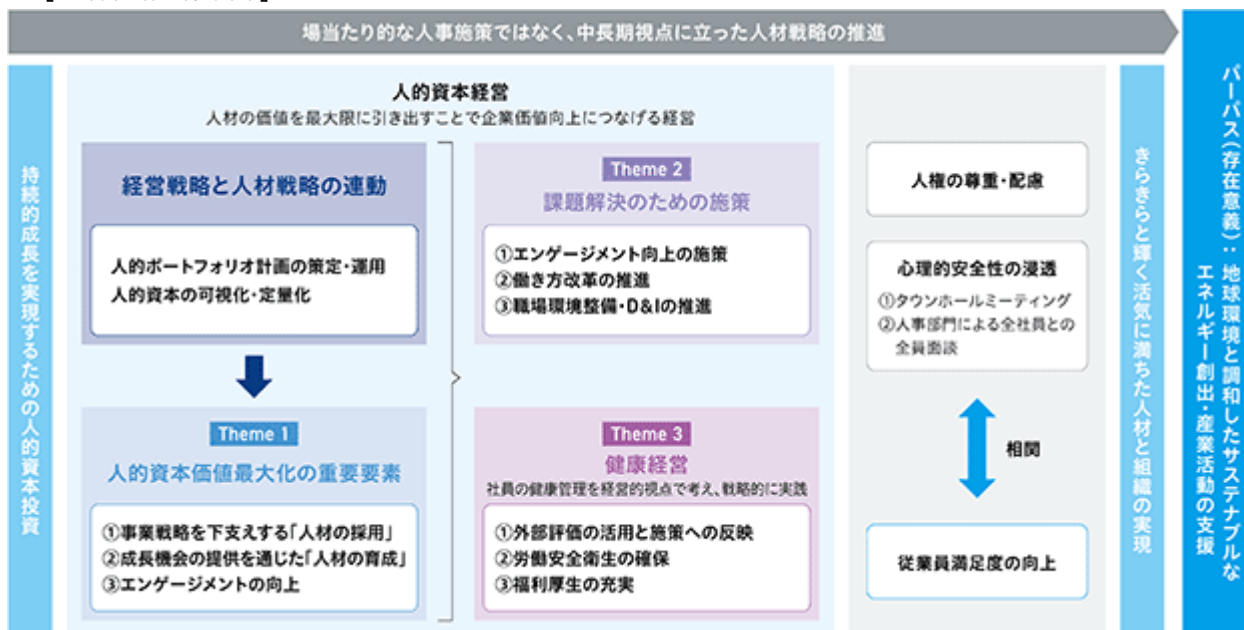 場当たり的な人事施策ではなく、中長期視点に立った人材戦略の推進
持続的成長を実現するための人的資本投資
人的資本経営
人材の価値を最大限に引き出すことで企業価値向上につなげる経営
経営戦略と人材戦略の連動
人的ポートフォリオ計画の策定・運用
人的資本の可視化・定量化
Theme 1
人的資本価値最大化の重要要素
①事業戦略を下支えする「人材の採用」
②成長機会の提供を通じた「人材の育成」
③エンゲージメントの向上
Theme 2
課題解決のための施策
①エンゲージメント向上の施策
②働き方改革の推進
③職場環境整備・D&Iの推進
Theme 3
健康経営
社員の健康管理を経営的視点で考え、戦略的に実践
①外部評価の活用と施策への反映
②労働安全衛生の確保
③福利厚生の充実
人権の尊重・配慮
心理的安全性の浸透
①タウンホールミーティング
②人事部門による全社員との
全員面談
相関
従業員満足度の向上
きらきらと輝く活気に満ちた人材と組織の実現
パーパス(存在意義):地球環境と調和したサステナブルな
エネルギー創出・産業活動の支援